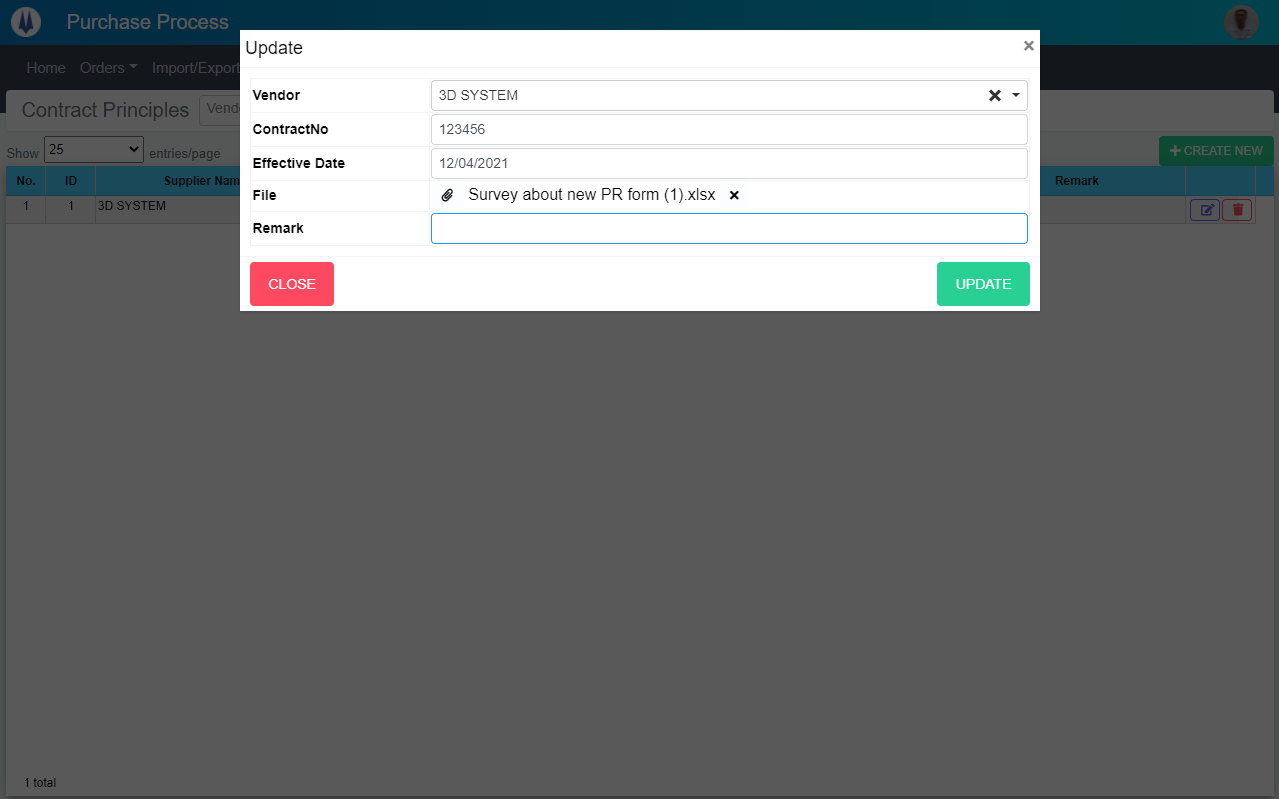 Purchase Process
Update ×
Home Orders Import/Export
Vendor 3D SYSTEM
Contract Principles
ContractNo 123456
Show 25 entries/page
Effective Date 12/04/2021
+ CREATE NEW
No. ID Supplier Nam Remark
File Survey about new PR form (1).xlsx
1 1 3D SYSTEM
Remark
CLOSE UPDATE
1 total